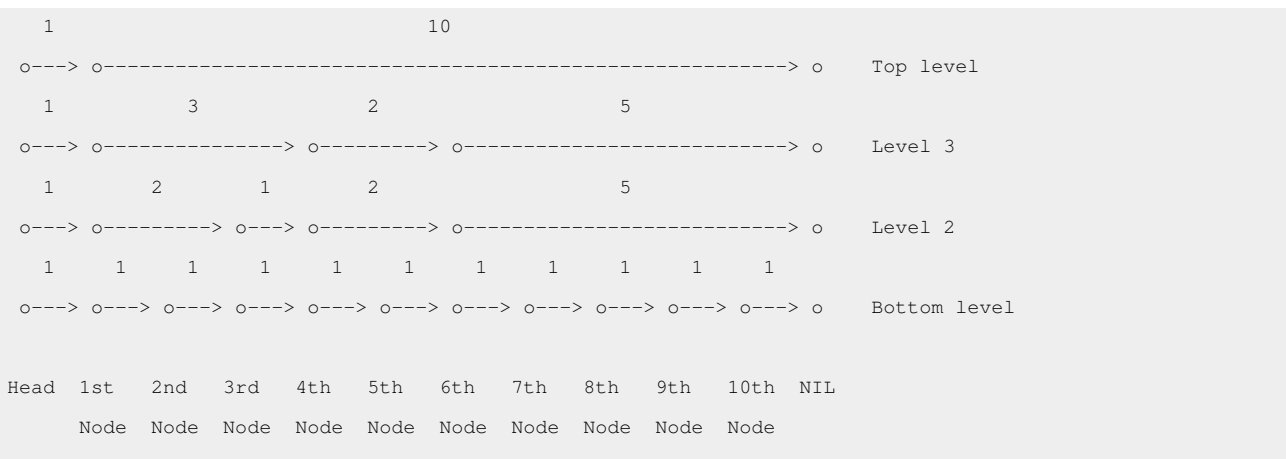 1 10
o---> o---------------------------------------------------------> o Top level
1 3 2 5
o---> o---------------> o---------> o---------------------------> o Level 3
1 2 1 2 5
o---> o---------> o---> o---------> o---------------------------> o Level 2
1 1 1 1 1 1 1 1 1 1 1
o---> o---> o---> o---> o---> o---> o---> o---> o---> o---> o---> o Bottom level
Head 1st 2nd 3rd 4th 5th 6th 7th 8th 9th 10th NIL
Node Node Node Node Node Node Node Node Node Node